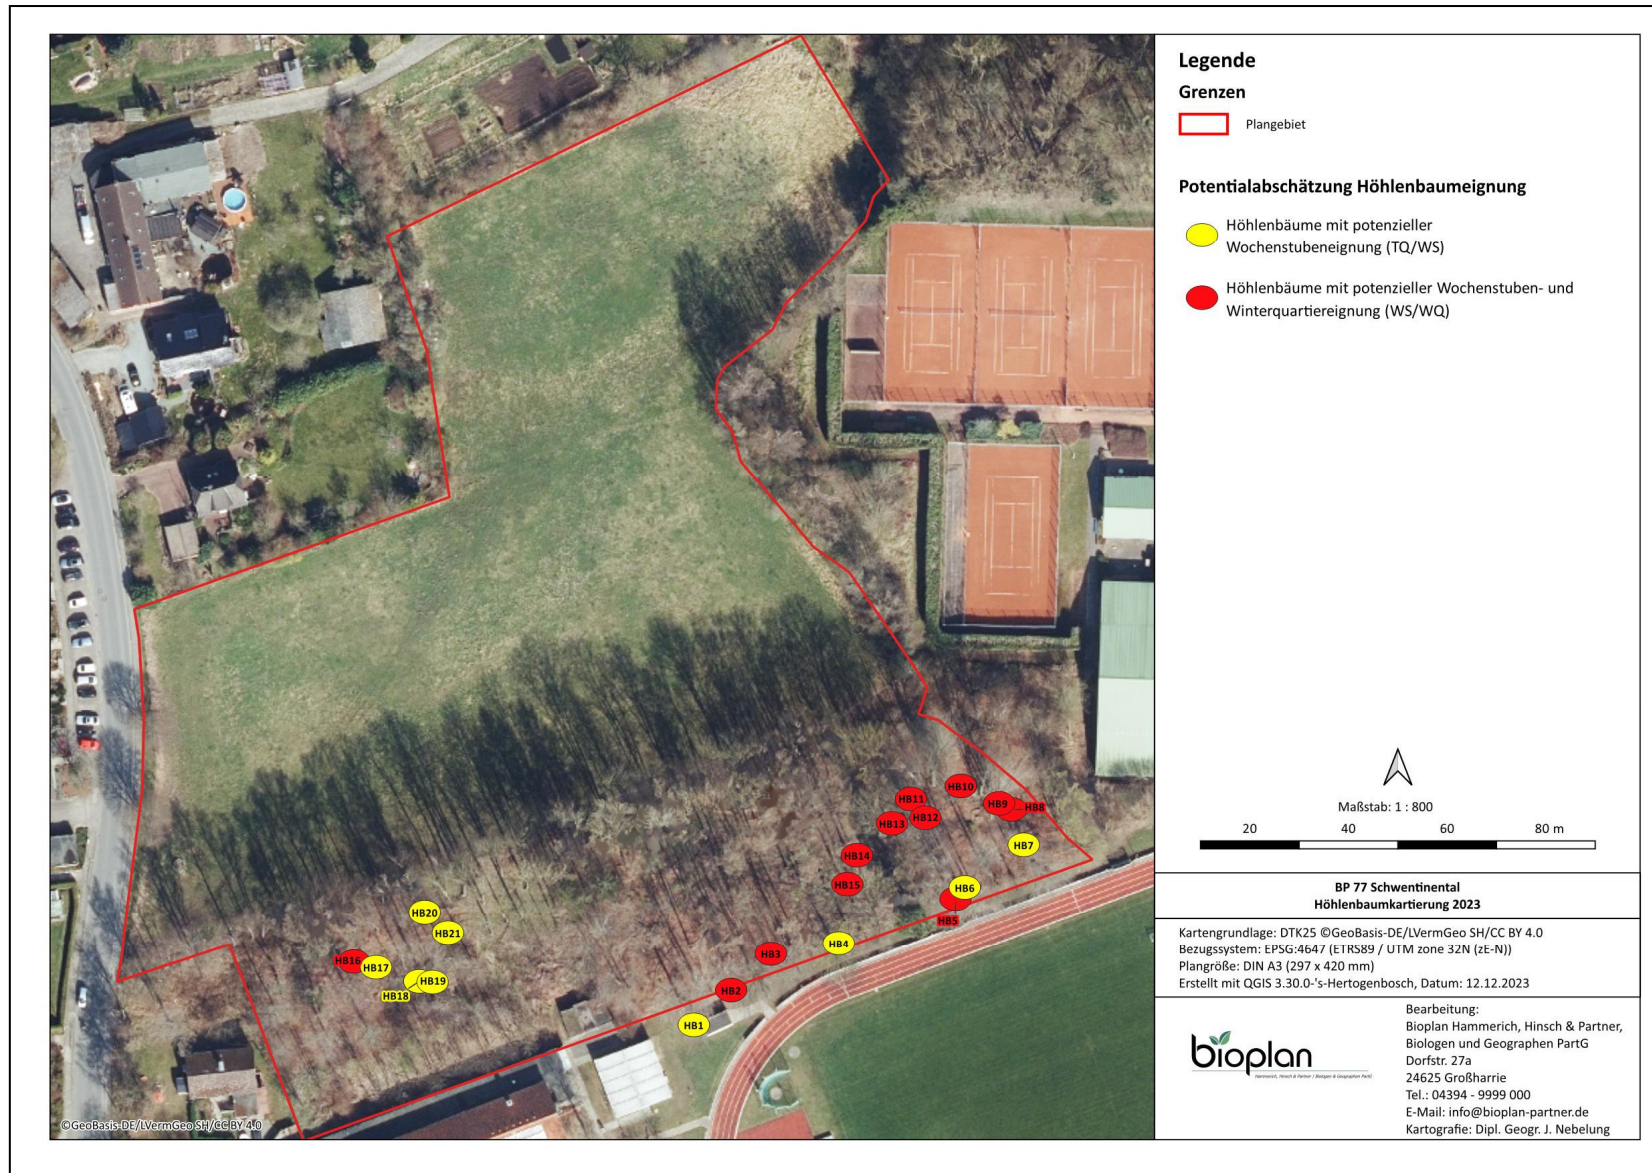 Legende
Grenzen
Plangebiet
Potentialabschätzung Höhlenbaumeignung
Höhlenbäume mit potenzieller
Wochenstubeneignung (TQ/WS)
Höhlenbäume mit potenzieller Wochenstuben- und
Winterquartiereignung (WS/WQ)
HB10
HB11
HB9
HB8
HB12
HB13
HB7
HB14
HB15
HB6
HB5
HB20
HB21
HB4
HB3
HB16
HB17
HB19
HB18
HB2
HB1
©GeoBasis-DE/LVermGeo SH/CC BY 4.0
Maßstab: 1 : 800
20 40 60 80 m
BP 77 Schwentinental
Höhlenbaumkartierung 2023
Kartengrundlage: DTK25 ©GeoBasis-DE/LVermGeo SH/CC BY 4.0
Bezugssystem: EPSG:4647 (ETRS89 / UTM zone 32N (zE-N))
Plangröße: DIN A3 (297 x 420 mm)
Erstellt mit QGIS 3.30.0-'s-Hertogenbosch, Datum: 12.12.2023
bioplan
Hammerich, Hinsch & Partner / Biologen & Geographen PartG
Bearbeitung:
Bioplan Hammerich, Hinsch & Partner,
Biologen und Geographen PartG
Dorfstr. 27a
24625 Großharrie
Tel.: 04394 - 9999 000
E-Mail: info@bioplan-partner.de
Kartografie: Dipl. Geogr. J. Nebelung